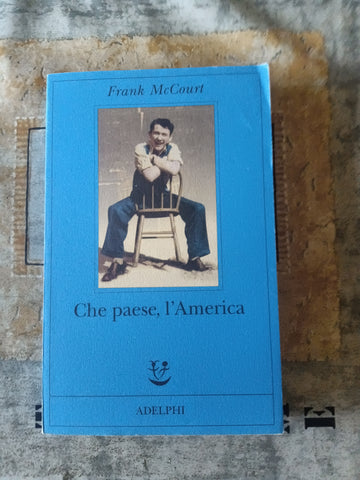 Frank McCourt
Che paese, l'America
ADELPHI